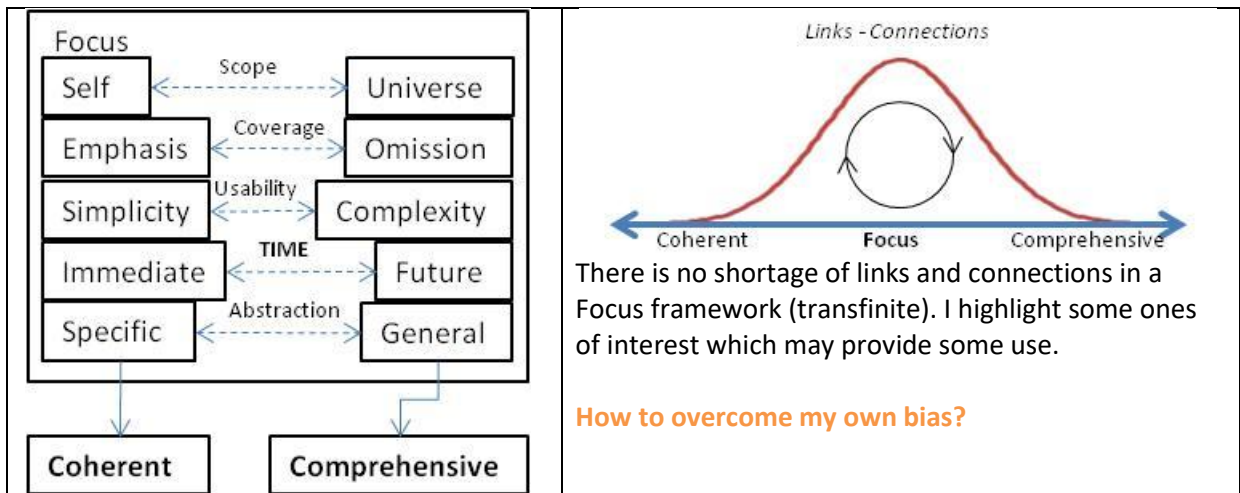 Focus
Scope
Self
Universe
Coverage
Emphasis
Omission
Usability
Simplicity
Complexity
TIME
Immediate
Future
Abstraction
Specific
General
Coherent
Comprehensive
Links - Connections
Coherent
Focus
Comprehensive
There is no shortage of links and connections in a
Focus framework (transfinite). I highlight some ones
of interest which may provide some use.
How to overcome my own bias?